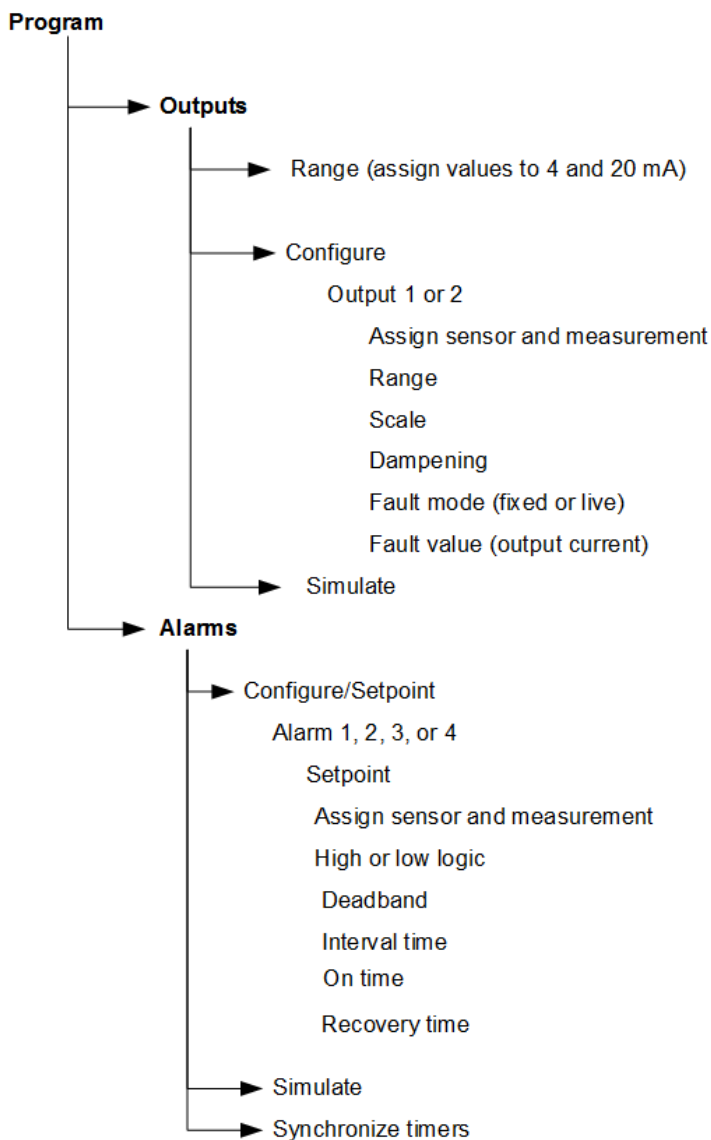 Program
Outputs
Range (assign values to 4 and 20 mA)
Configure
Output 1 or 2
Assign sensor and measurement
Range
Scale
Dampening
Fault mode (fixed or live)
Fault value (output current)
Simulate
Alarms
Configure/Setpoint
Alarm 1, 2, 3, or 4
Setpoint
Assign sensor and measurement
High or low logic
Deadband
Interval time
On time
Recovery time
Simulate
Synchronize timers